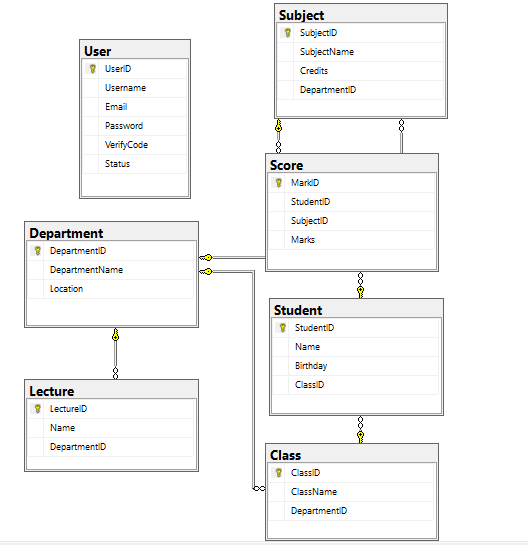 Subject
SubjectID
SubjectName
Credits
DepartmentID
User
UserID
Username
Email
Password
VerifyCode
Status
Score
MarkID
StudentID
SubjectID
Marks
Department
DepartmentID
DepartmentName
Location
Student
StudentID
Name
Birthday
ClassID
Lecture
LectureID
Name
DepartmentID
Class
ClassID
ClassName
DepartmentID